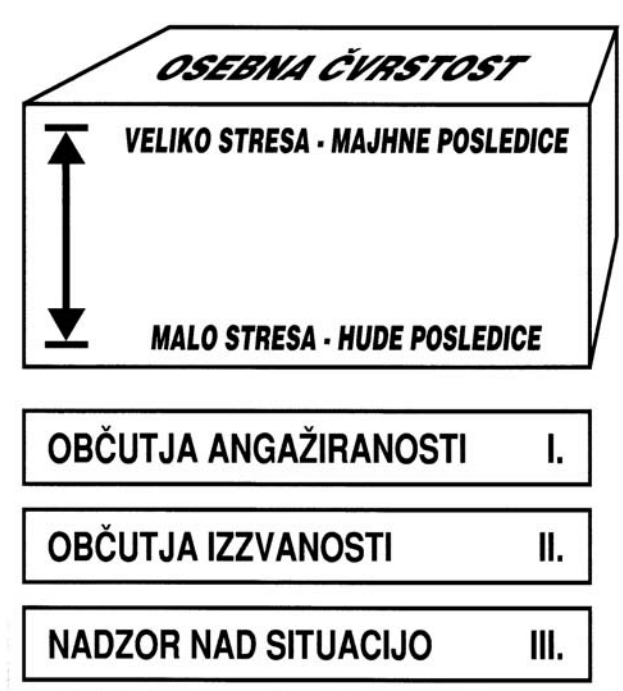 OSEBNA ČVRSTOST
VELIKO STRESA - MAJHNE POSLEDICE
MALO STRESA - HUDE POSLEDICE
OBČUTJA ANGAŽIRANOSTI I.
OBČUTJA IZZVANOSTI II.
NADZOR NAD SITUACIJO III.